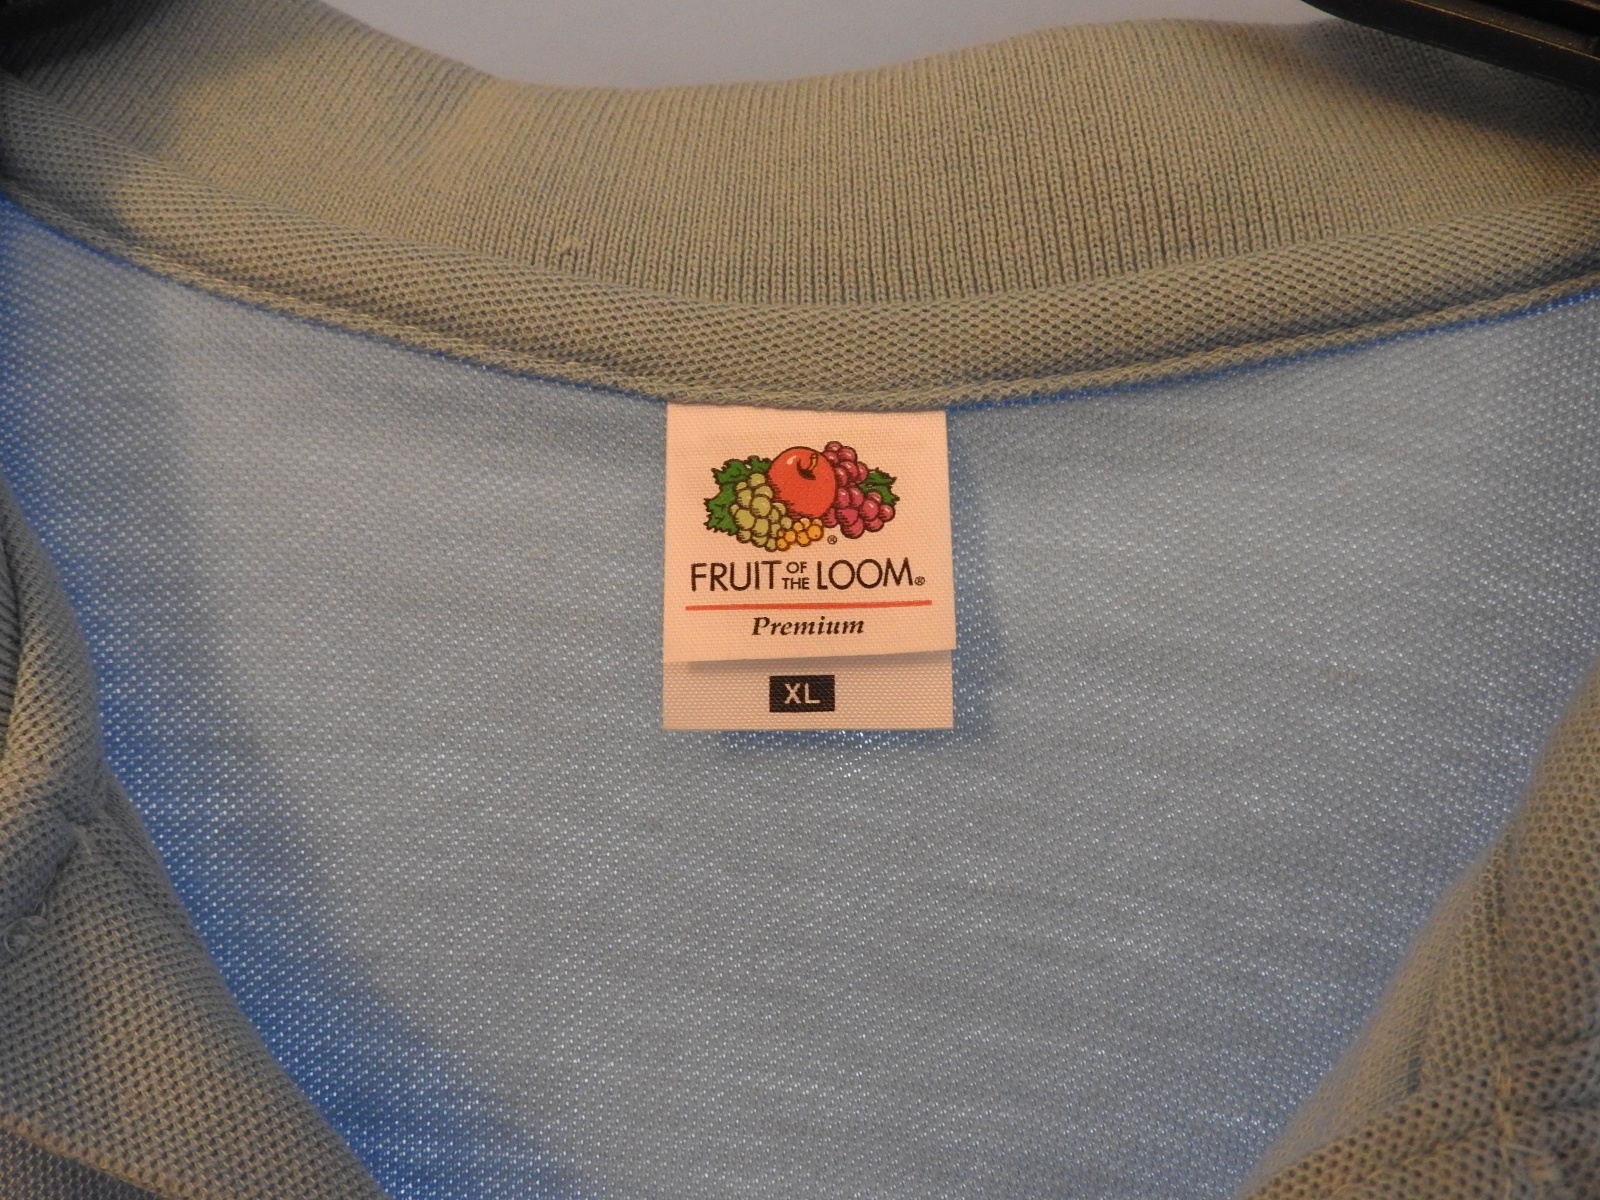 ®
FRUIT OF THE LOOM®
Premium
XL